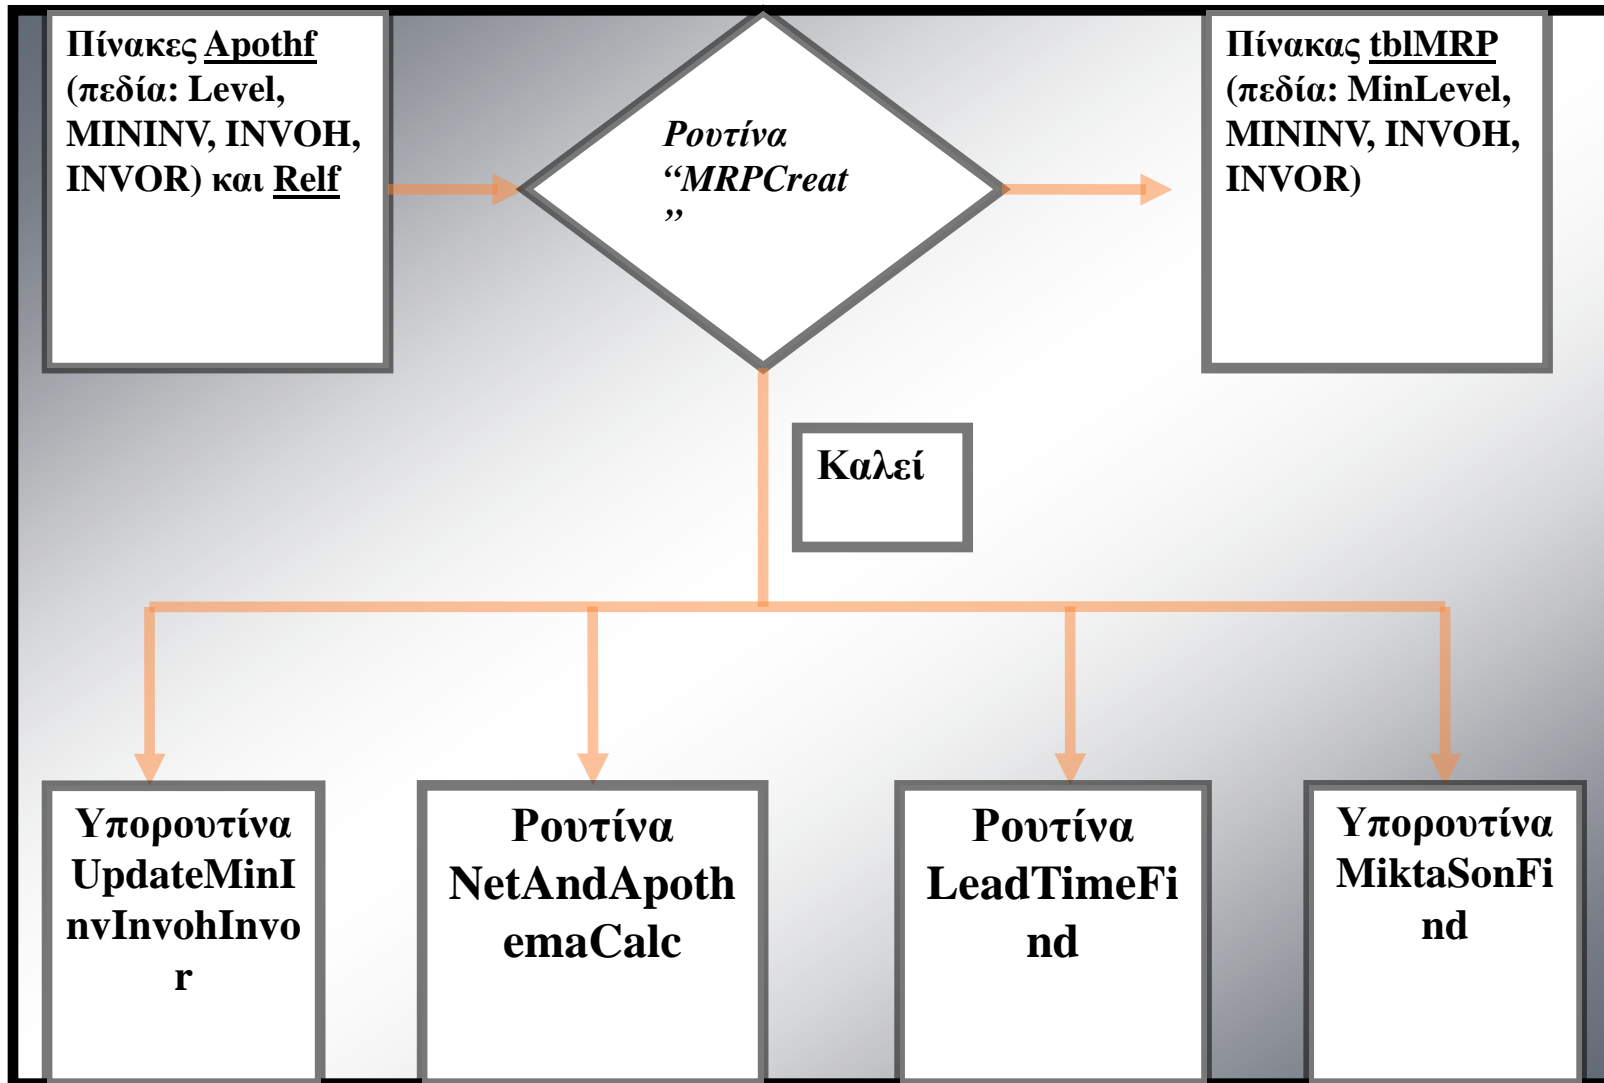 Πίνακες Apothf
(πεδία: Level,
MININV, INVOH,
INVOR) και Relf
Ρουτίνα
“MRPCreat
”
Πίνακας tblMRP
(πεδία: MinLevel,
MININV, INVOH,
INVOR)
Καλεί
Υπορουτίνα
UpdateMinI
nvInvohInvo
r
Ρουτίνα
NetAndApoth
emaCalc
Ρουτίνα
LeadTimeFi
nd
Υπορουτίνα
MiktaSonFi
nd